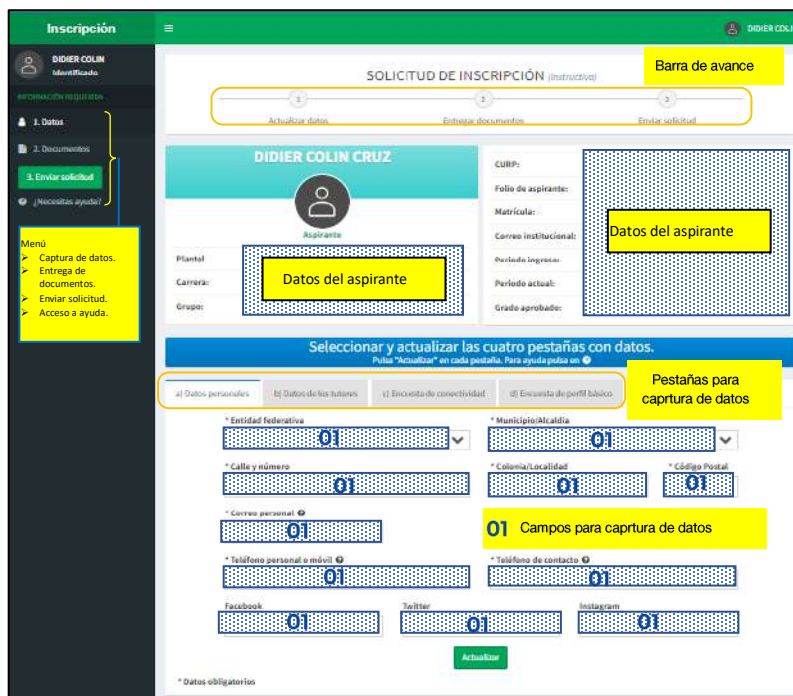 Inscripción
DIDIER COLIN
DIDIER COLIN
Identificado
INFORMACIÓN REQUERIDA
1. Datos
2. Documentos
3. Enviar solicitud
¿Necesitas ayuda?
Menú
➤ Captura de datos.
➤ Entrega de
documentos.
➤ Enviar solicitud.
➤ Acceso a ayuda.
SOLICITUD DE INSCRIPCIÓN (Instructivo)
Barra de avance
1
2
3
Actualizar datos
Entregar documentos
Enviar solicitud
DIDIER COLIN CRUZ
Aspirante
Plantel
Carrera:
Grupo:
Datos del aspirante
CURP:
Folio de aspirante:
Matrícula:
Correo institucional:
Periodo ingreso:
Periodo actual:
Grado aprobado:
Datos del aspirante
Seleccionar y actualizar las cuatro pestañas con datos.
Pulsa "Actualizar" en cada pestaña. Para ayuda pulsa en ?
a) Datos personales
b) Datos de los tutores
c) Encuesta de conectividad
d) Encuesta de perfil básico
Pestañas para
caprtura de datos
* Entidad federativa
* Municipio/Alcaldía
01
01
* Calle y número
* Colonia/Localidad
* Código Postal
01
01
01
* Correo personal ?
01
01 Campos para caprtura de datos
* Teléfono personal o móvil ?
* Teléfono de contacto ?
01
01
Facebook
Twitter
Instagram
01
01
01
Actualizar
* Datos obligatorios